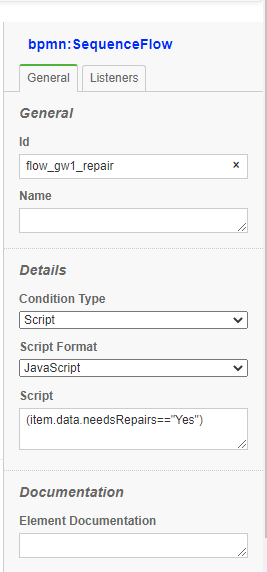 bpmn:SequenceFlow
General
Listeners
General
Id
flow_gw1_repair
×
Name
Details
Condition Type
Script
Script Format
JavaScript
Script
(item.data.needsRepairs=="Yes")
Documentation
Element Documentation